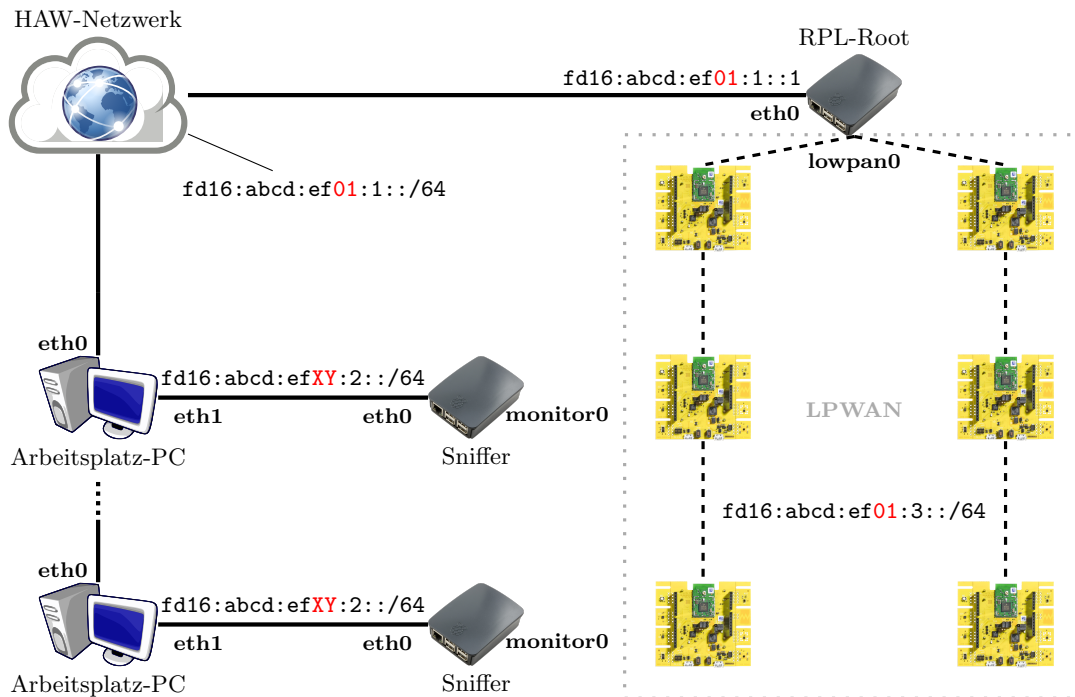 HAW-Netzwerk
RPL-Root
fd16:abcd:ef01:1::1
eth0
lowpan0
fd16:abcd:ef01:1::/64
eth0
fd16:abcd:efXY:2::/64
eth1
eth0
monitor0
Arbeitsplatz-PC
Sniffer
LPWAN
fd16:abcd:ef01:3::/64
eth0
fd16:abcd:efXY:2::/64
eth1
eth0
monitor0
Arbeitsplatz-PC
Sniffer